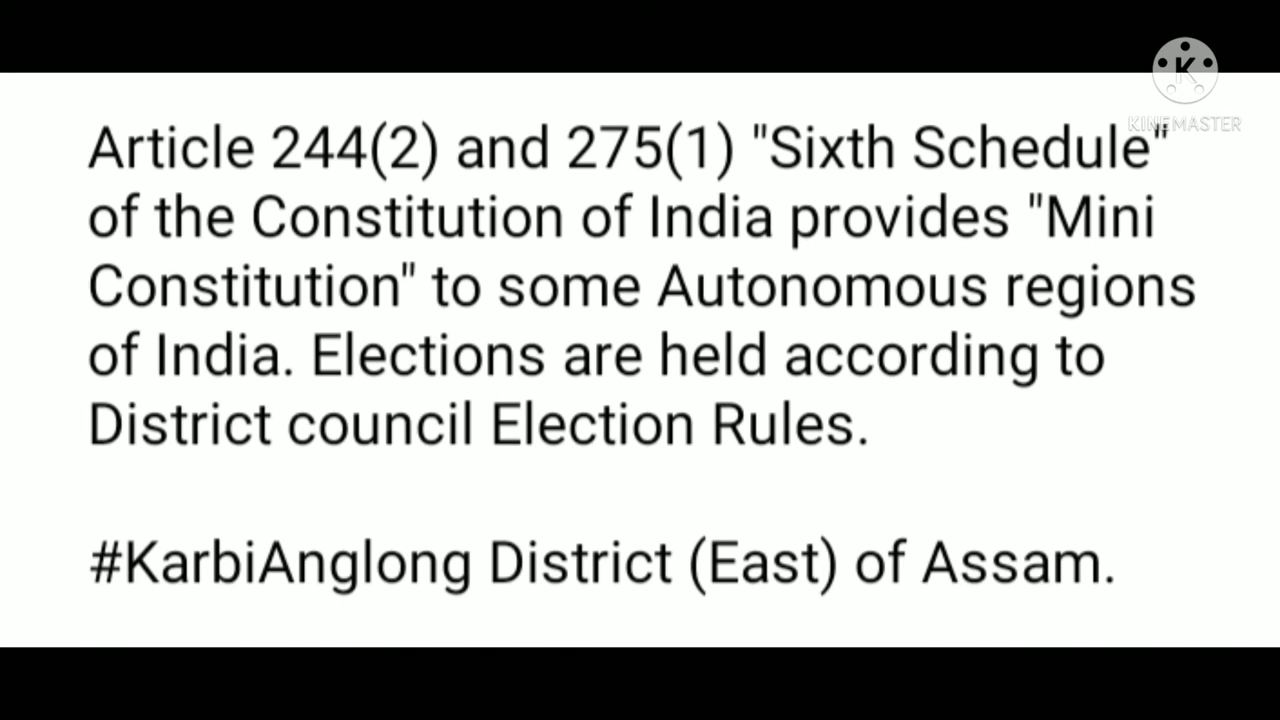 K
KINEMASTER
Article 244(2) and 275(1) "Sixth Schedule"
of the Constitution of India provides "Mini
Constitution" to some Autonomous regions
of India. Elections are held according to
District council Election Rules.
#KarbiAnglong District (East) of Assam.